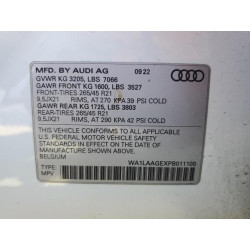 MFD. BY AUDI AG 09 22
GVWR KG 3205, LBS 7066
GAWR FRONT KG 1600, LBS 3527
FRONT-TIRES 265/45 R21
9.5JX21 RIMS, AT 270 KPA 39 PSI COLD
GAWR REAR KG 1725, LBS 3803
REAR-TIRES 265/45 R21
9.5JX21 RIMS, AT 290 KPA 42 PSI COLD
THIS VEHICLE CONFORMS TO ALL APPLICABLE
U.S. FEDERAL MOTOR VEHICLE SAFETY STANDARDS
IN EFFECT ON THE DATE OF
MANUFACTURE SHOWN ABOVE.
BELGIUM
TYPE: WA1LAAGEXPB011100
MPV